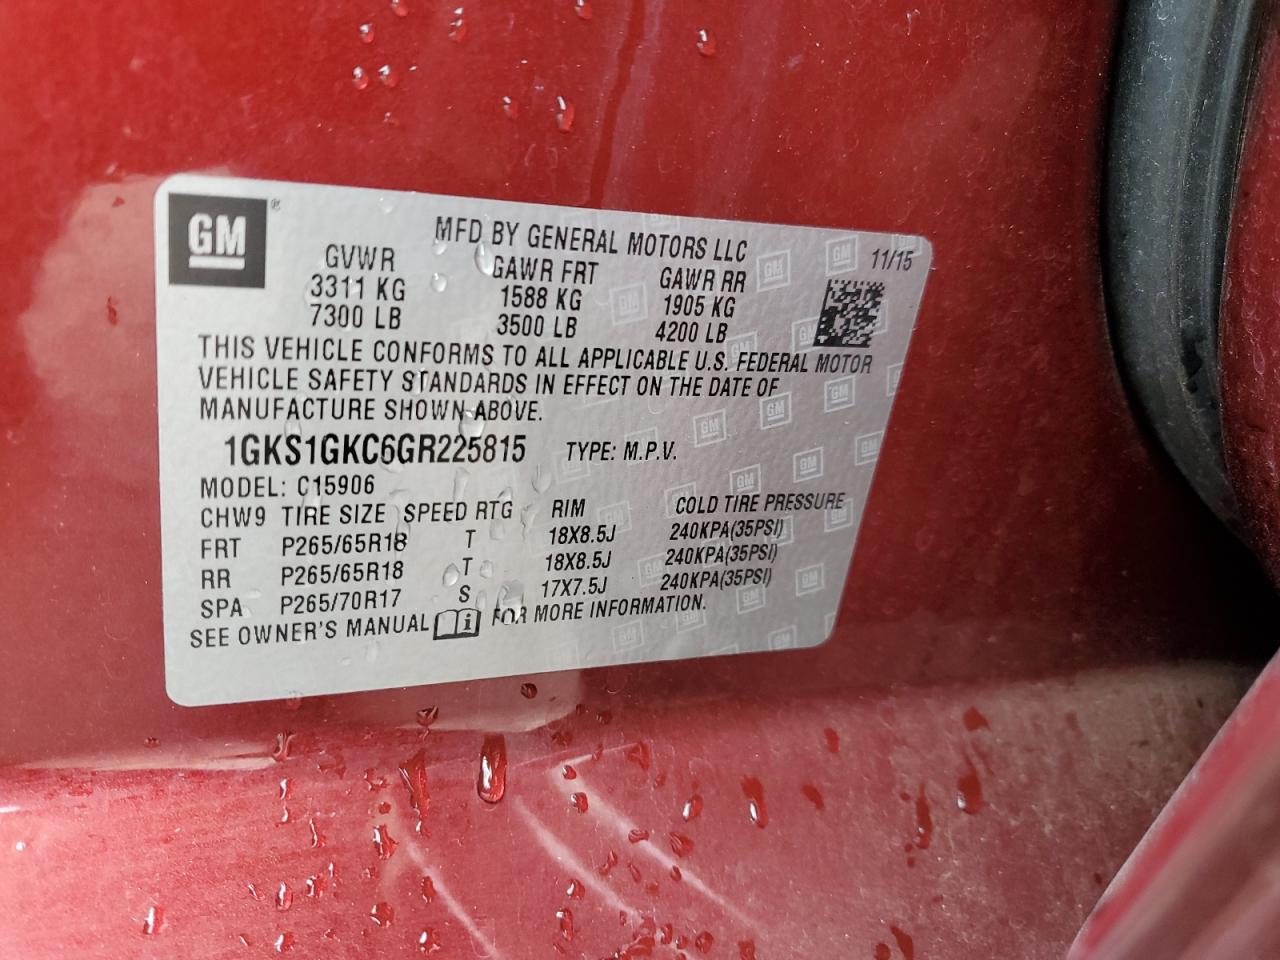 GM ®
MFD BY GENERAL MOTORS LLC
11/15
GVWR GAWR FRT GAWR RR
3311 KG 1588 KG 1905 KG
7300 LB 3500 LB 4200 LB
THIS VEHICLE CONFORMS TO ALL APPLICABLE U.S. FEDERAL MOTOR
VEHICLE SAFETY STANDARDS IN EFFECT ON THE DATE OF
MANUFACTURE SHOWN ABOVE.
1GKS1GKC6GR225815 TYPE: M.P.V.
MODEL: C15906
CHW9 TIRE SIZE SPEED RTG RIM COLD TIRE PRESSURE
FRT P265/65R18 T 18X8.5J 240KPA(35PSI)
RR P265/65R18 T 18X8.5J 240KPA(35PSI)
SPA P265/70R17 S 17X7.5J 240KPA(35PSI)
SEE OWNER'S MANUAL i FOR MORE INFORMATION.